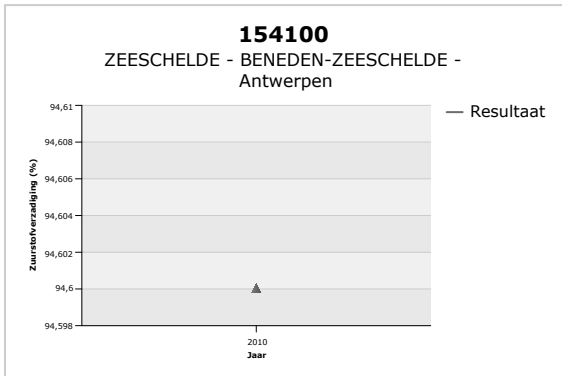 154100
ZEESCHELDE - BENEDEN-ZEESCHELDE -
Antwerpen
94,61
94,608
94,606
94,604
94,602
94,6
94,598
Zuurstofverzadiging (%)
2010
Jaar
Resultaat